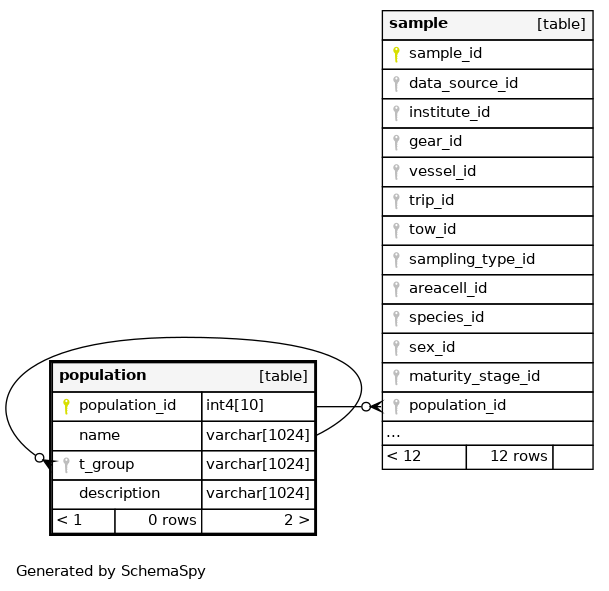 sample [table]
sample_id
data_source_id
institute_id
gear_id
vessel_id
trip_id
tow_id
sampling_type_id
areacell_id
species_id
sex_id
maturity_stage_id
population_id
...
< 12 12 rows
population [table]
population_id int4[10]
name varchar[1024]
t_group varchar[1024]
description varchar[1024]
< 1 0 rows 2 >
Generated by SchemaSpy